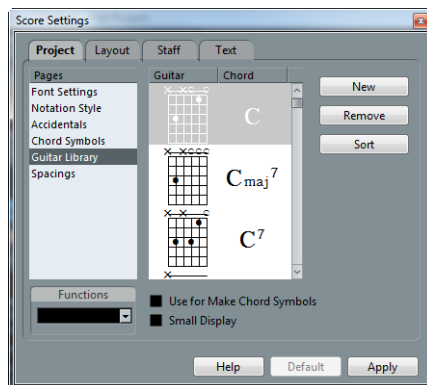 Score Settings
Project Layout Staff Text
Pages
Font Settings
Notation Style
Accidentals
Chord Symbols
Guitar Library
Spacings
Guitar Chord
C
Cmaj7
C7
New
Remove
Sort
Functions
Use for Make Chord Symbols
Small Display
Help Default Apply